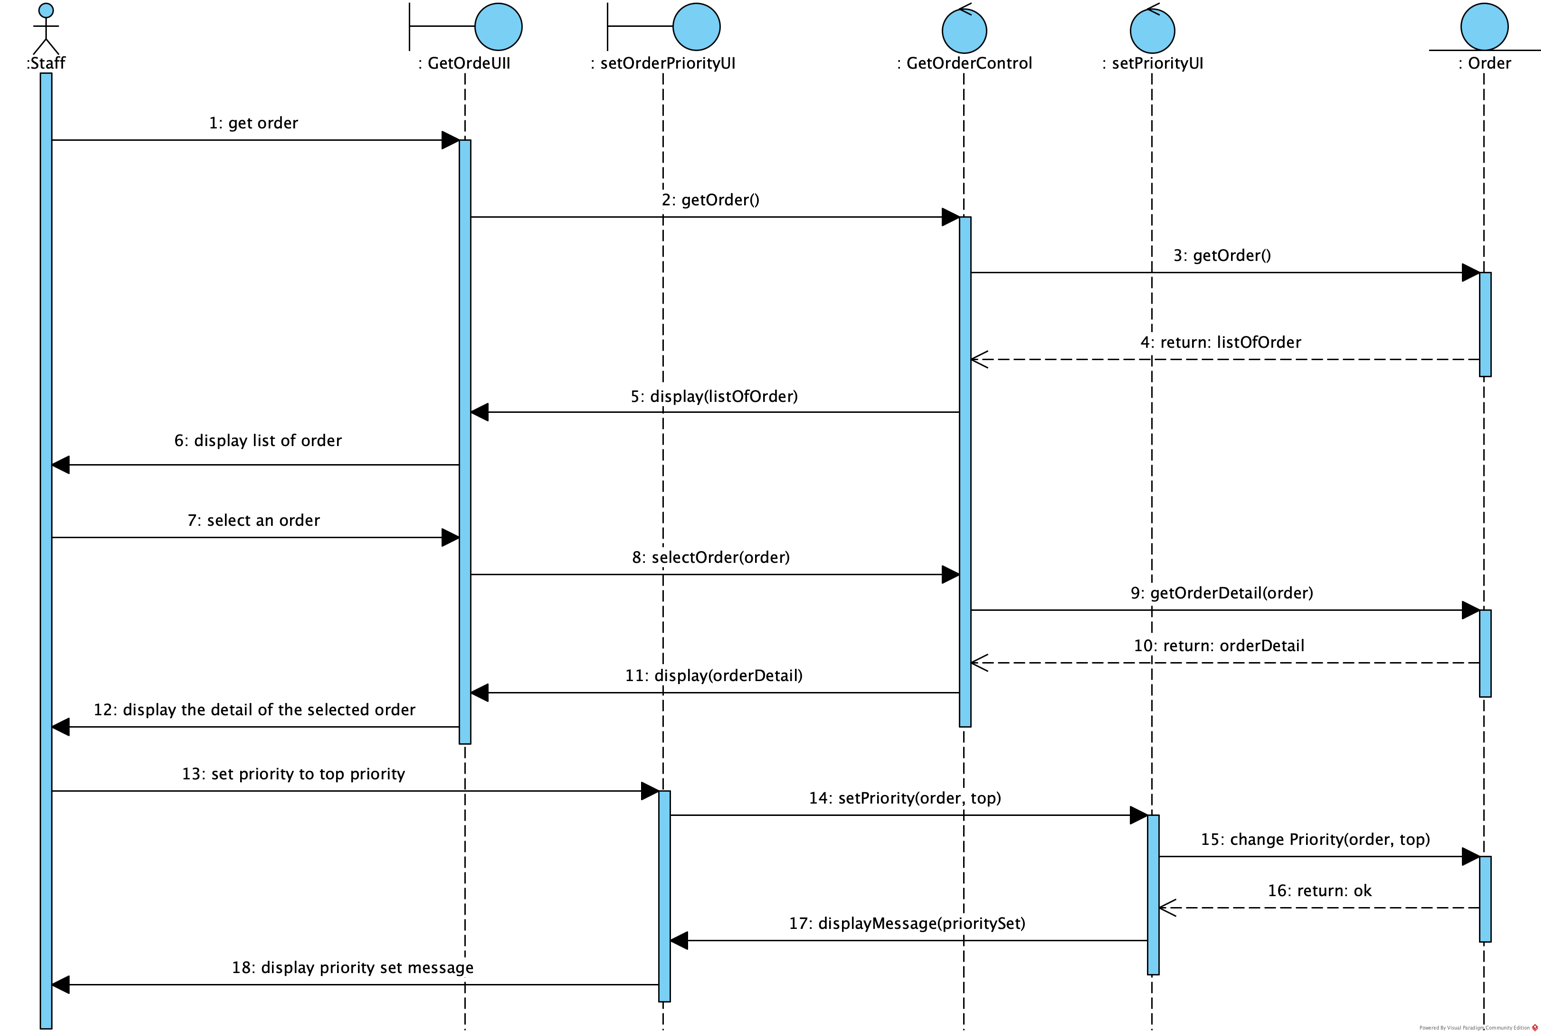 :Staff
: GetOrdeUII
: setOrderPriorityUI
: GetOrderControl
: setPriorityUI
: Order
1: get order
2: getOrder()
3: getOrder()
4: return: listOfOrder
5: display(listOfOrder)
6: display list of order
7: select an order
8: selectOrder(order)
9: getOrderDetail(order)
10: return: orderDetail
11: display(orderDetail)
12: display the detail of the selected order
13: set priority to top priority
14: setPriority(order, top)
15: change Priority(order, top)
16: return: ok
17: displayMessage(prioritySet)
18: display priority set message
Powered By Visual Paradigm Community Edition